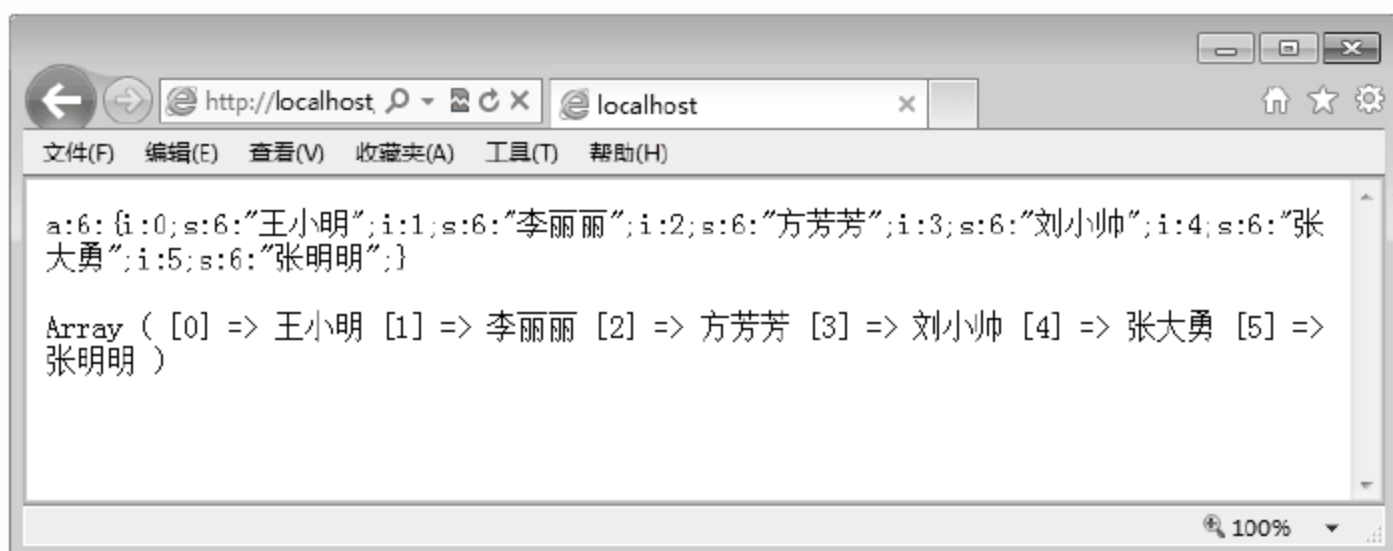 http://localhost
localhost
文件(F) 编辑(E) 查看(V) 收藏夹(A) 工具(T) 帮助(H)
a:6:{i:0;s:6:"王小明";i:1;s:6:"李丽丽";i:2;s:6:"方芳芳";i:3;s:6:"刘小帅";i:4;s:6:"张
大勇";i:5;s:6:"张明明";}
Array ( [0] => 王小明 [1] => 李丽丽 [2] => 方芳芳 [3] => 刘小帅 [4] => 张大勇 [5] =>
张明明 )
100%